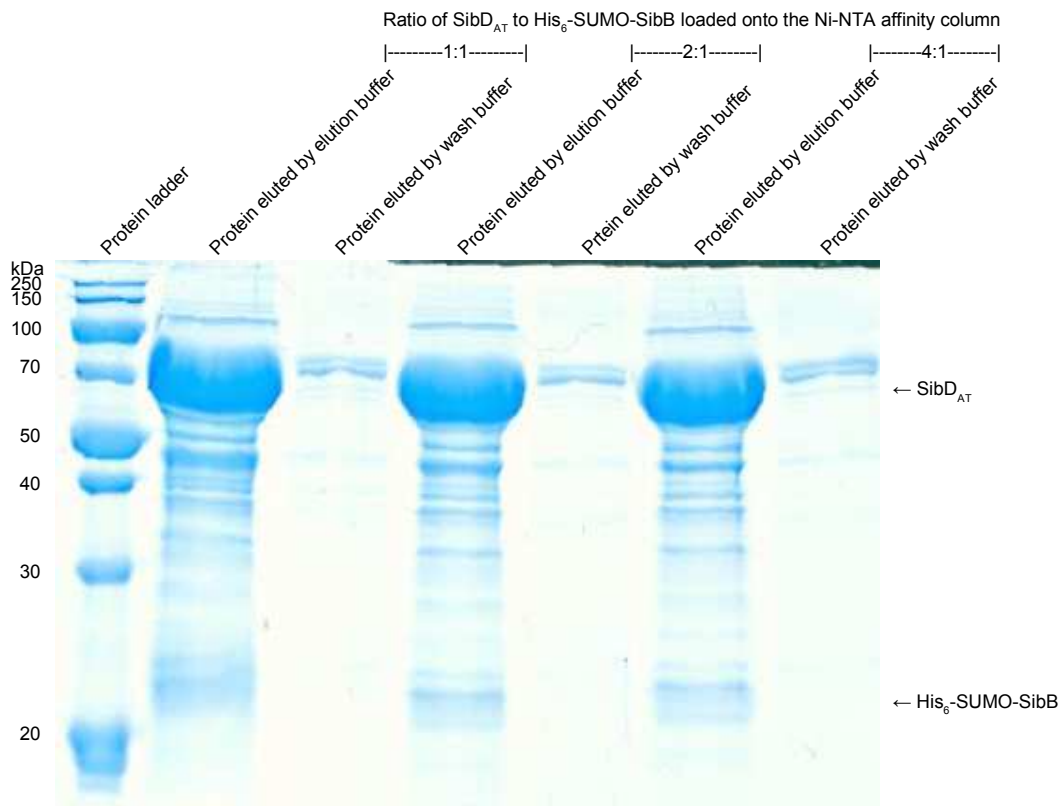 Ratio of SibD_AT to His₆-SUMO-SibB loaded onto the Ni-NTA affinity column
|---------1:1---------|
|--------2:1-------|
|--------4:1-------|
Protein ladder
Protein eluted by elution buffer
Protein eluted by wash buffer
Protein eluted by elution buffer
Prtein eluted by wash buffer
Protein eluted by elution buffer
Protein eluted by wash buffer
kDa
250
150
100
70
50
40
30
20
← SibD_AT
← His₆-SUMO-SibB